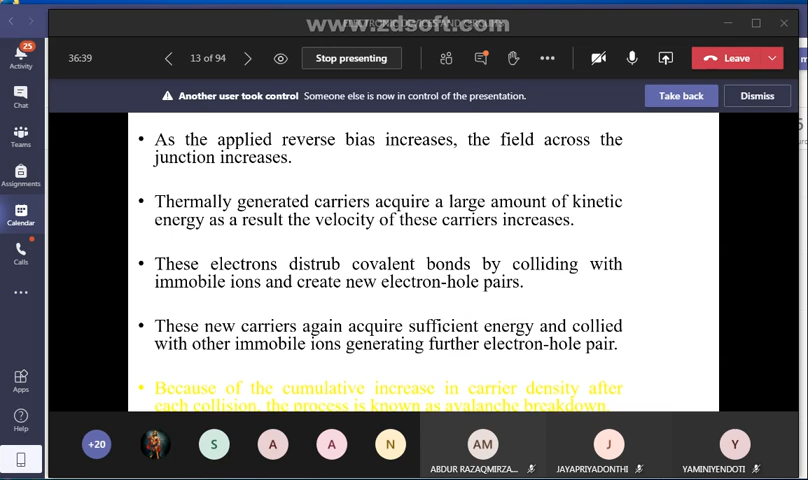 www.zdsoft.com
25
Activity
Chat
Teams
Assignments
Calendar
Calls
Apps
Help
36:39
13 of 94
Stop presenting
Leave
Another user took control Someone else is now in control of the presentation.
Take back
Dismiss
• As the applied reverse bias increases, the field across the
junction increases.
• Thermally generated carriers acquire a large amount of kinetic
energy as a result the velocity of these carriers increases.
• These electrons distrub covalent bonds by colliding with
immobile ions and create new electron-hole pairs.
• These new carriers again acquire sufficient energy and collied
with other immobile ions generating further electron-hole pair.
• Because of the cumulative increase in carrier density after
each collision, the process is known as avalanche breakdown.
+20
S
A
A
N
AM
J
Y
ABDUR RAZAQMIRZA...
JAYAPRIYADONTHI
YAMINIYENDOTI